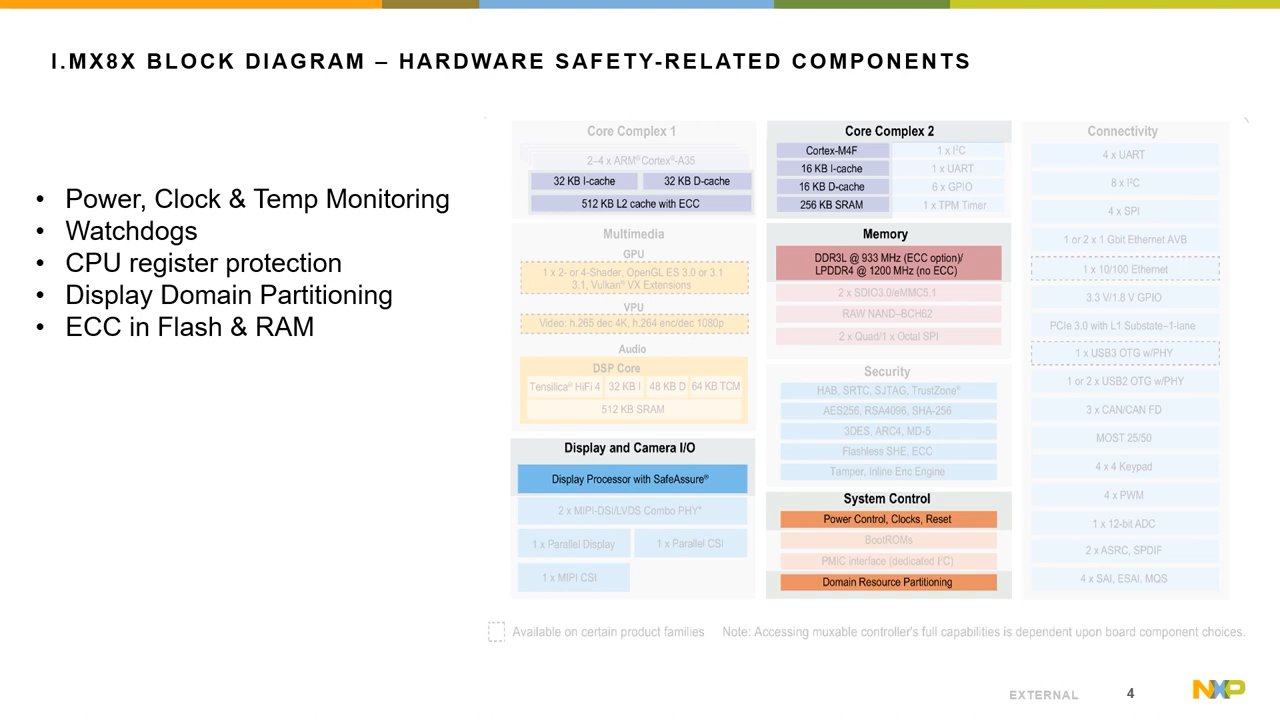 I.MX8X BLOCK DIAGRAM – HARDWARE SAFETY-RELATED COMPONENTS
• Power, Clock & Temp Monitoring
• Watchdogs
• CPU register protection
• Display Domain Partitioning
• ECC in Flash & RAM
Core Complex 1
2–4 x ARM® Cortex®-A35
32 KB I-cache
32 KB D-cache
512 KB L2 cache with ECC
Multimedia
GPU
1 x 2- or 4-Shader, OpenGL ES 3.0 or 3.1
3.1, Vulkan® VX Extensions
VPU
Video: h.265 dec 4K, h.264 enc/dec 1080p
Audio
DSP Core
Tensilica® HiFi 4
32 KB I
48 KB D
64 KB TCM
512 KB SRAM
Display and Camera I/O
Display Processor with SafeAssure®
2 x MIPI-DSI/LVDS Combo PHY*
1 x Parallel Display
1 x Parallel CSI
1 x MIPI CSI
Core Complex 2
Cortex-M4F
1 x I²C
16 KB I-cache
1 x UART
16 KB D-cache
6 x GPIO
256 KB SRAM
1 x TPM Timer
Memory
DDR3L @ 933 MHz (ECC option)/
LPDDR4 @ 1200 MHz (no ECC)
2 x SDIO3.0/eMMC5.1
RAW NAND–BCH62
2 x Quad/1 x Octal SPI
Security
HAB, SRTC, SJTAG, TrustZone®
AES256, RSA4096, SHA-256
3DES, ARC4, MD-5
Flashless SHE, ECC
Tamper, Inline Enc Engine
System Control
Power Control, Clocks, Reset
BootROMs
PMIC interface (dedicated I²C)
Domain Resource Partitioning
Connectivity
4 x UART
8 x I²C
4 x SPI
1 or 2 x 1 Gbit Ethernet AVB
1 x 10/100 Ethernet
3.3 V/1.8 V GPIO
PCIe 3.0 with L1 Substate–1-lane
1 x USB3 OTG w/PHY
1 or 2 x USB2 OTG w/PHY
3 x CAN/CAN FD
MOST 25/50
4 x 4 Keypad
4 x PWM
1 x 12-bit ADC
2 x ASRC, SPDIF
4 x SAI, ESAI, MQS
Available on certain product families
Note: Accessing muxable controller's full capabilities is dependent upon board component choices.
EXTERNAL
4
NXP